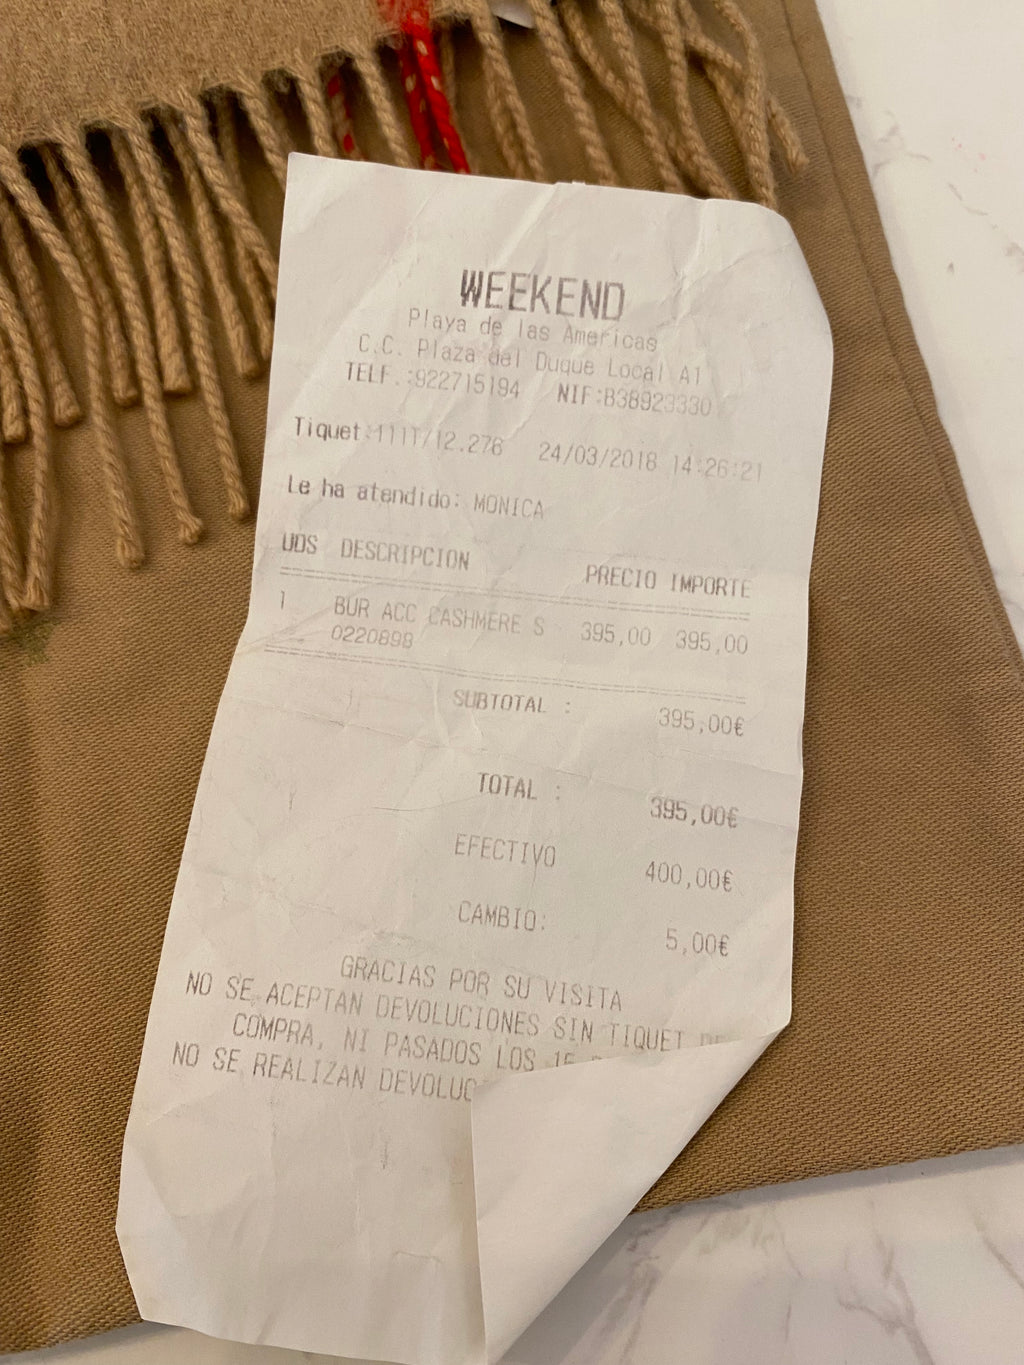 WEEKEND
Playa de las Americas
C.C. Plaza del Duque Local A1
TELF.:922715194 NIF:B38923330
Tiquet:111T/12.276 24/03/2018 14:26:21
Le ha atendido: MONICA
UDS DESCRIPCION PRECIO IMPORTE
1 BUR ACC CASHMERE S 395,00 395,00
0220898
SUBTOTAL : 395,00€
TOTAL : 395,00€
EFECTIVO 400,00€
CAMBIO: 5,00€
GRACIAS POR SU VISITA
NO SE ACEPTAN DEVOLUCIONES SIN TIQUET
COMPRA, NI PASADOS LOS 15
NO SE REALIZAN